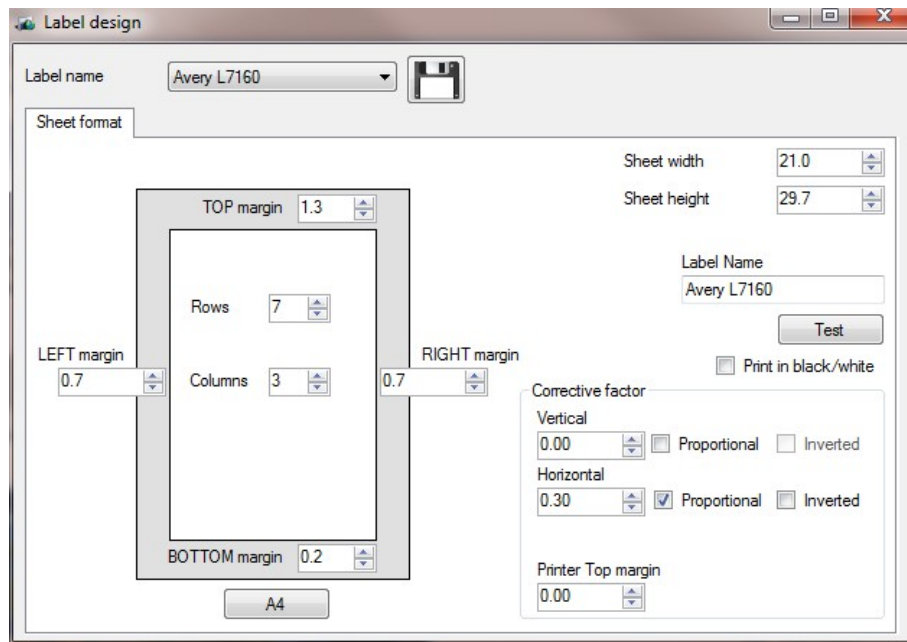 Label design
Label name Avery L7160
Sheet format
Sheet width 21.0
Sheet height 29.7
TOP margin 1.3
Label Name
Avery L7160
Rows 7
Test
LEFT margin
0.7
Columns 3
RIGHT margin
0.7
Print in black/white
Corrective factor
Vertical
0.00 Proportional Inverted
Horizontal
0.30 Proportional Inverted
BOTTOM margin 0.2
Printer Top margin
0.00
A4